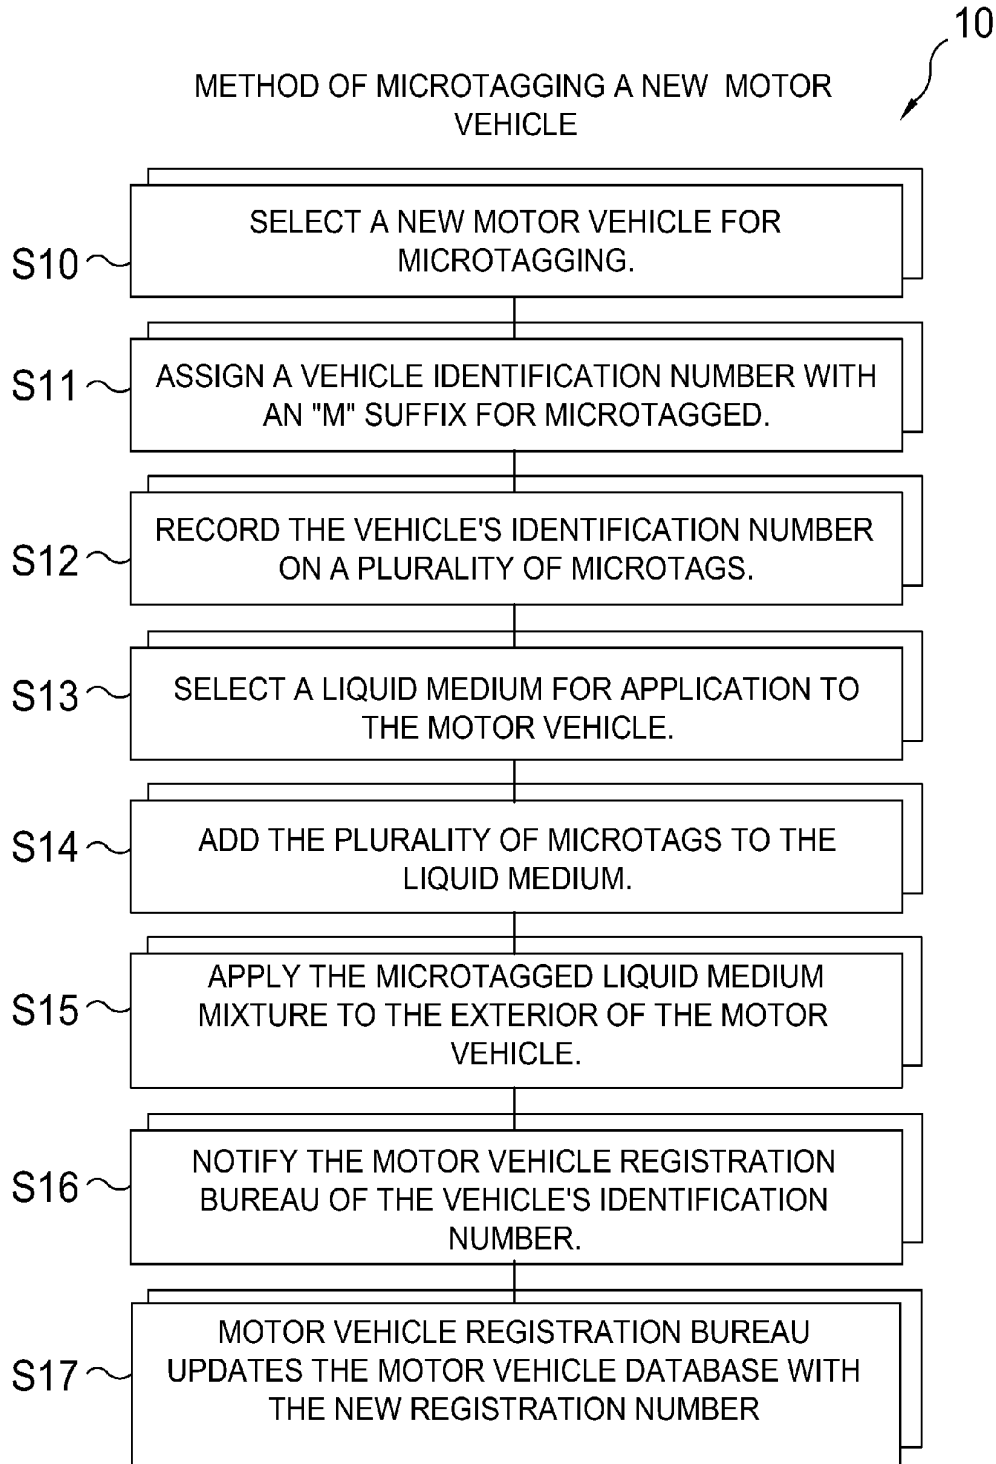 10
METHOD OF MICROTAGGING A NEW MOTOR
VEHICLE
SELECT A NEW MOTOR VEHICLE FOR
MICROTAGGING.
S10
ASSIGN A VEHICLE IDENTIFICATION NUMBER WITH
AN "M" SUFFIX FOR MICROTAGGED.
S11
RECORD THE VEHICLE'S IDENTIFICATION NUMBER
ON A PLURALITY OF MICROTAGS.
S12
SELECT A LIQUID MEDIUM FOR APPLICATION TO
THE MOTOR VEHICLE.
S13
ADD THE PLURALITY OF MICROTAGS TO THE
LIQUID MEDIUM.
S14
APPLY THE MICROTAGGED LIQUID MEDIUM
MIXTURE TO THE EXTERIOR OF THE MOTOR
VEHICLE.
S15
NOTIFY THE MOTOR VEHICLE REGISTRATION
BUREAU OF THE VEHICLE'S IDENTIFICATION
NUMBER.
S16
MOTOR VEHICLE REGISTRATION BUREAU
UPDATES THE MOTOR VEHICLE DATABASE WITH
THE NEW REGISTRATION NUMBER
S17